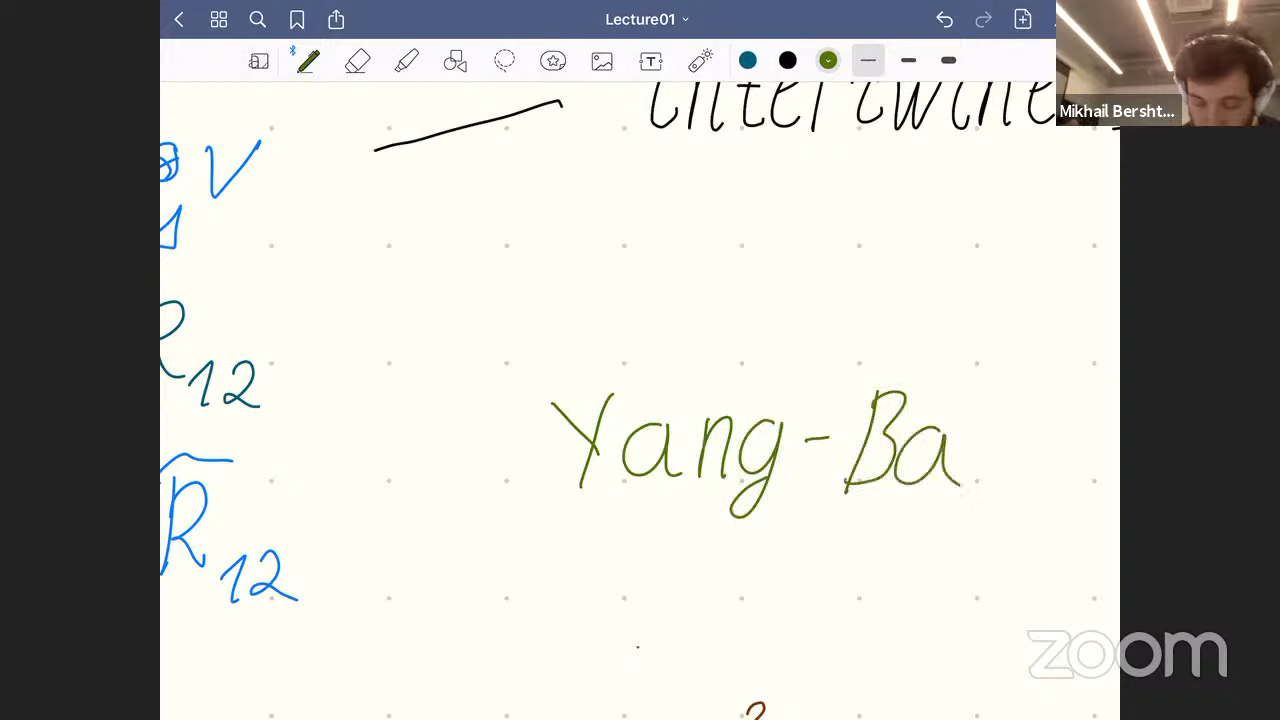 Lecture01
T
intertwine
Mikhail Bersht...
⊗ V
R12
Yang-Ba
R12
zoom